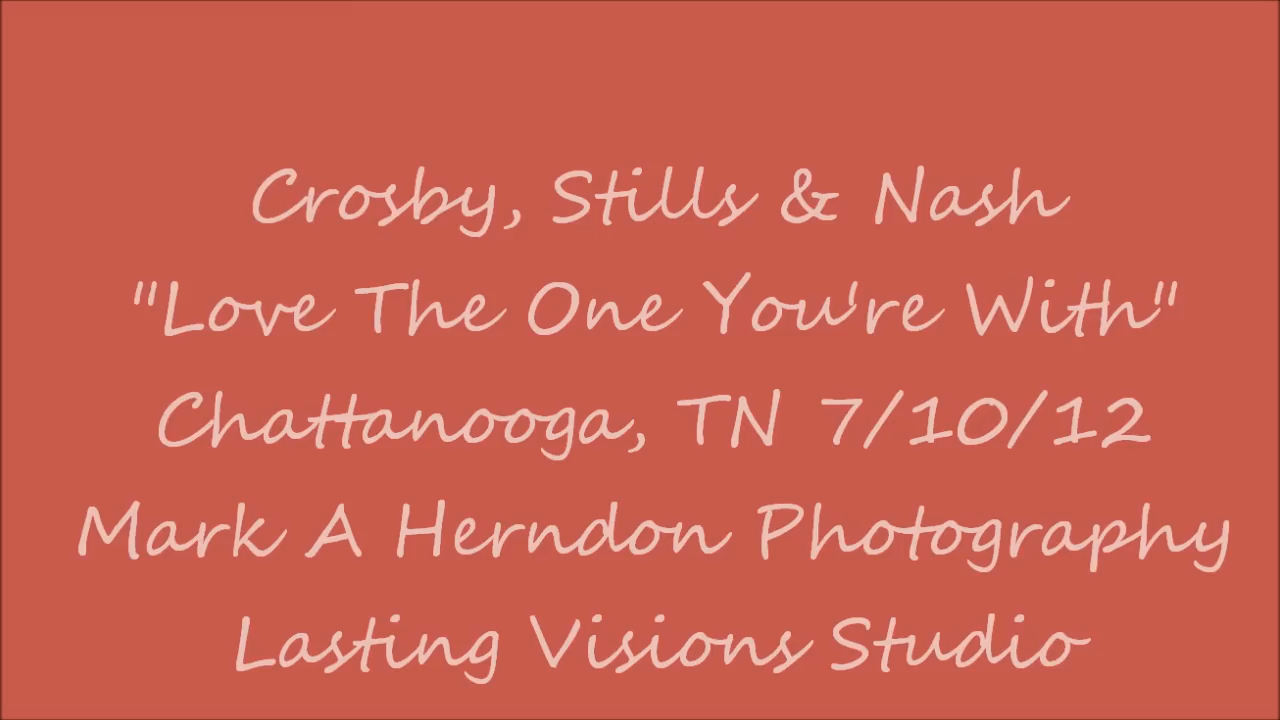 Crosby, Stills & Nash
"Love The One You're With"
Chattanooga, TN 7/10/12
Mark A Herndon Photography
Lasting Visions Studio